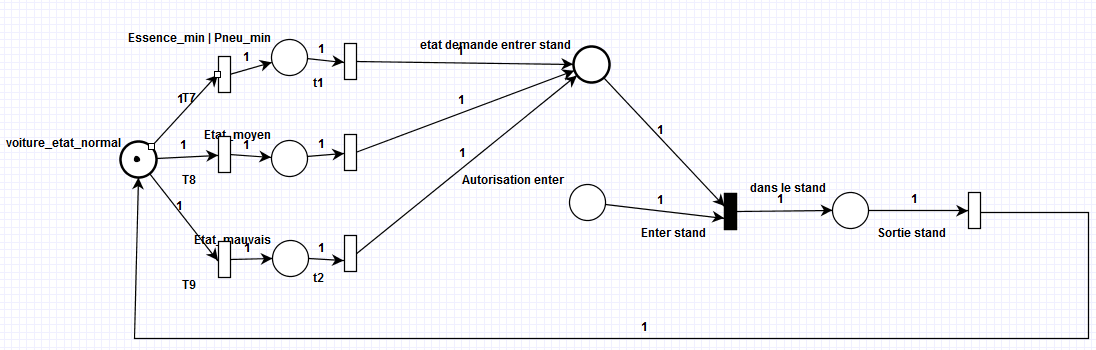 Essence_min | Pneu_min
1
1
t1
etat demande entrer stand
1
1
T7
voiture_etat_normal
1
Etat_moyen
1
1
T8
1
1
Autorisation enter
1
1
Enter stand
dans le stand
1
1
Sortie stand
1
Etat_mauvais
1
1
T9
t2
1